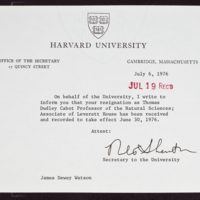 HARVARD UNIVERSITY
OFFICE OF THE SECRETARY
17 QUINCY STREET
CAMBRIDGE, MASSACHUSETTS
July 6, 1976
JUL 19 REC'D
On behalf of the University, I write to
inform you that your resignation as Thomas
Dudley Cabot Professor of the Natural Sciences;
Associate of Leverett House has been received
and recorded to take effect June 30, 1976.
Attest:
Secretary to the University
James Dewey Watson